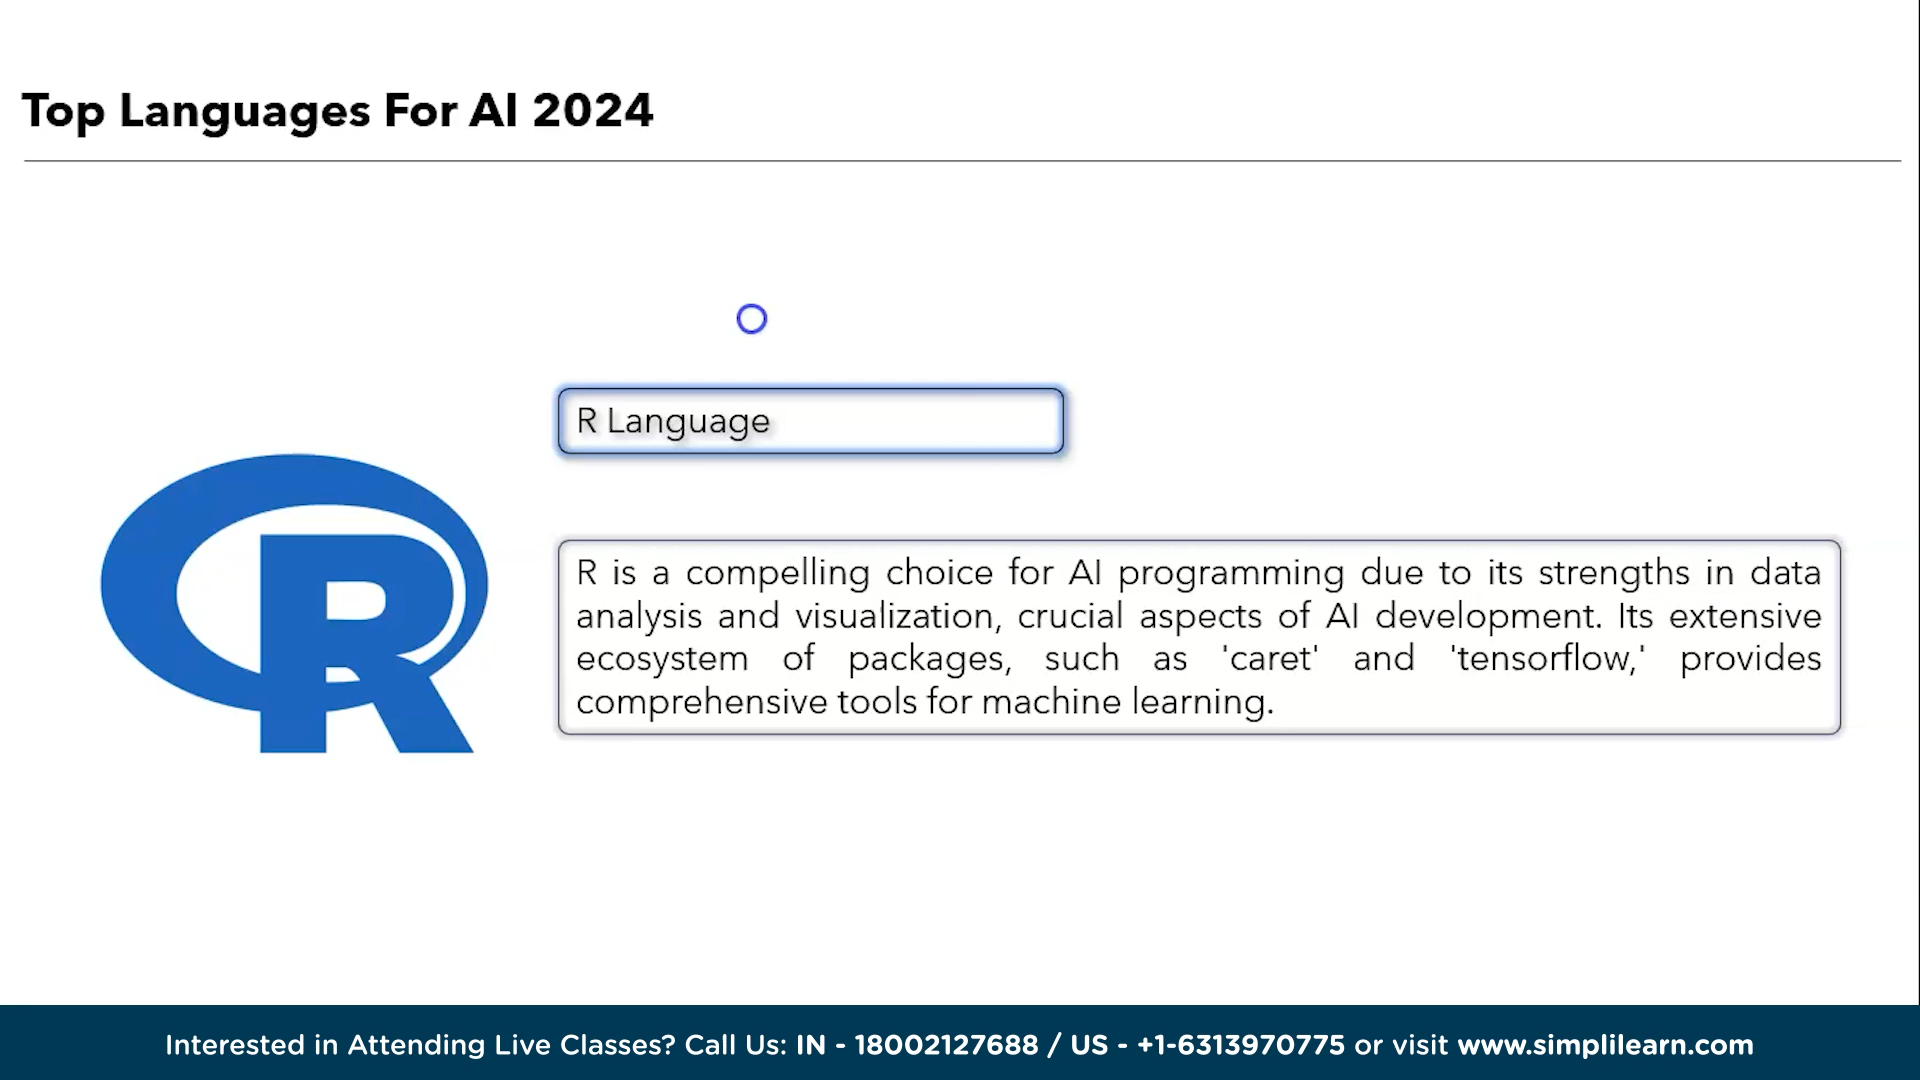 Top Languages For AI 2024
R Language
R
R is a compelling choice for AI programming due to its strengths in data
analysis and visualization, crucial aspects of AI development. Its extensive
ecosystem of packages, such as 'caret' and 'tensorflow,' provides
comprehensive tools for machine learning.
Interested in Attending Live Classes? Call Us: IN - 18002127688 / US - +1-6313970775 or visit www.simplilearn.com